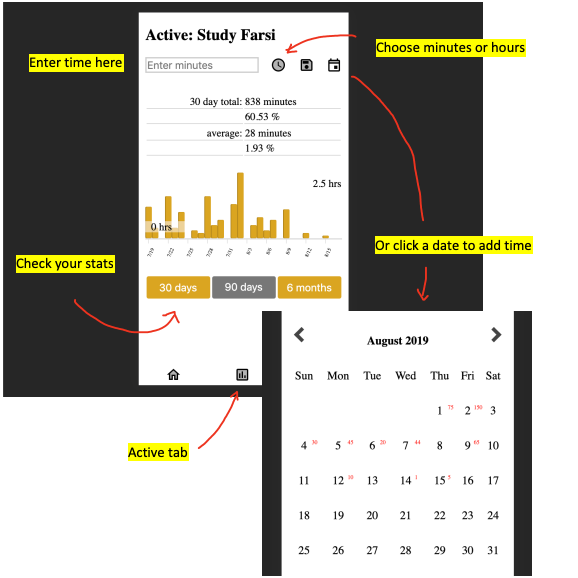 Active: Study Farsi
Choose minutes or hours
Enter time here
Enter minutes
30 day total: 838 minutes
60.53 %
average: 28 minutes
1.93 %
2.5 hrs
0 hrs
7/19 7/22 7/25 7/28 7/31 8/3 8/6 8/9 8/12 8/15
Or click a date to add time
Check your stats
30 days 90 days 6 months
Active tab
August 2019
Sun Mon Tue Wed Thu Fri Sat
1 75 2 150 3
4 30 5 45 6 20 7 44 8 9 65 10
11 12 10 13 14 1 15 5 16 17
18 19 20 21 22 23 24
25 26 27 28 29 30 31